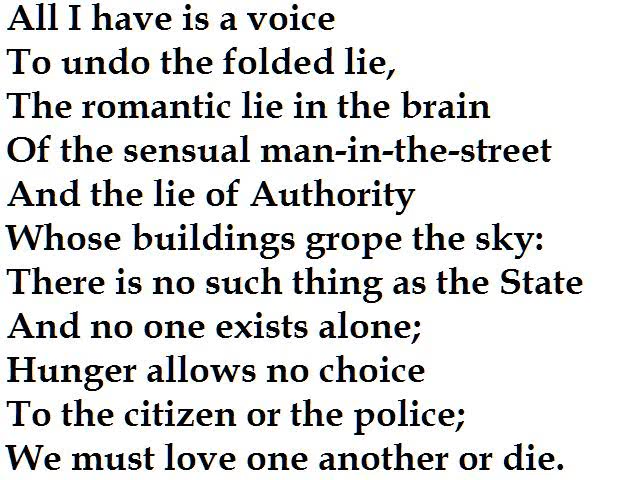 All I have is a voice
To undo the folded lie,
The romantic lie in the brain
Of the sensual man-in-the-street
And the lie of Authority
Whose buildings grope the sky:
There is no such thing as the State
And no one exists alone;
Hunger allows no choice
To the citizen or the police;
We must love one another or die.